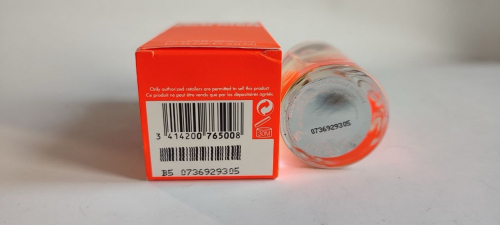 Only authorized retailers are permitted to sell this product.
Ce produit ne peut être vendu que par les dépositaires agréés.
3 414200 765008
B5 0736929305
0736929305